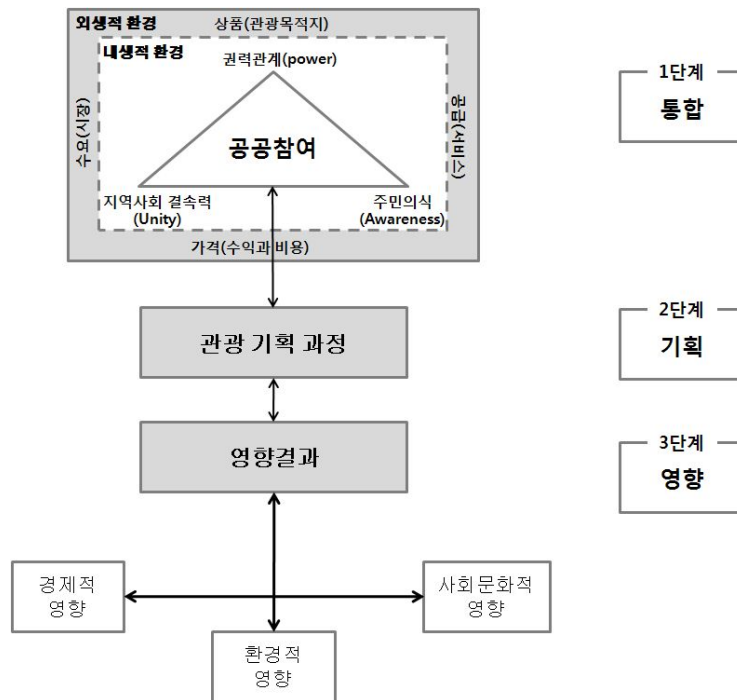 외생적 환경
상품(관광목적지)
내생적 환경
권력관계(power)
수요(시장)
공급(서비스)
공공참여
지역사회 결속력
(Unity)
주민의식
(Awareness)
가격(수익과 비용)
1단계
통합
관광 기획 과정
2단계
기획
영향결과
3단계
영향
경제적
영향
사회문화적
영향
환경적
영향